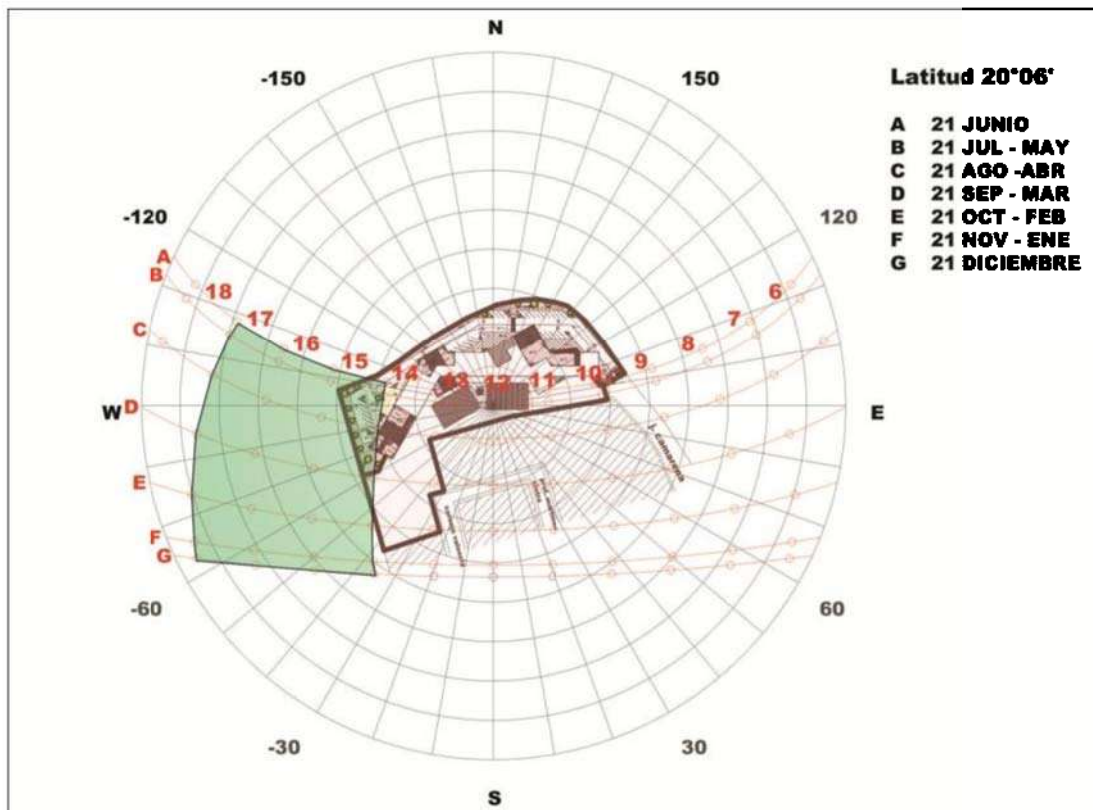 N
-150
150
Latitud 20°06'
A 21 JUNIO
B 21 JUL - MAY
C 21 AGO -ABR
D 21 SEP - MAR
E 21 OCT - FEB
F 21 NOV - ENE
G 21 DICIEMBRE
-120
120
A
B
18
6
17
7
C
16
8
15
9
14
13
12
11
10
W
D
E
J. Camarena
E
F
G
-60
60
-30
30
S